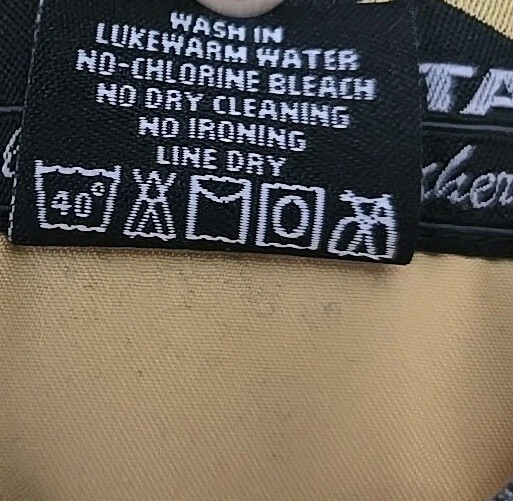 WASH IN
LUKEWARM WATER
NO-CHLORINE BLEACH
NO DRY CLEANING
NO IRONING
LINE DRY
40°